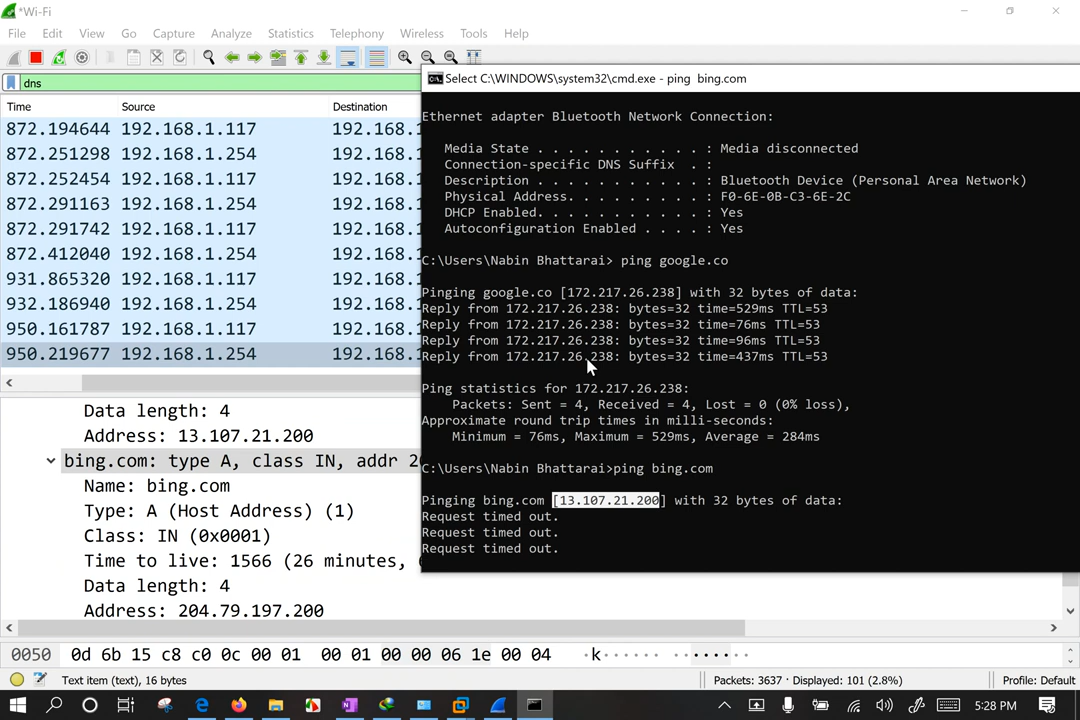 *Wi-Fi
File Edit View Go Capture Analyze Statistics Telephony Wireless Tools Help
dns
Time Source Destination
872.194644 192.168.1.117 192.168.1
872.251298 192.168.1.254 192.168.1
872.252454 192.168.1.117 192.168.1
872.291163 192.168.1.254 192.168.1
872.291742 192.168.1.117 192.168.1
872.412040 192.168.1.254 192.168.1
931.865320 192.168.1.117 192.168.1
932.186940 192.168.1.254 192.168.1
950.161787 192.168.1.117 192.168.1
950.219677 192.168.1.254 192.168.1
Data length: 4
Address: 13.107.21.200
bing.com: type A, class IN, addr 20
Name: bing.com
Type: A (Host Address) (1)
Class: IN (0x0001)
Time to live: 1566 (26 minutes,
Data length: 4
Address: 204.79.197.200
0050 0d 6b 15 c8 c0 0c 00 01 00 01 00 00 06 1e 00 04 ·k······ ········
Text item (text), 16 bytes
Packets: 3637 · Displayed: 101 (2.8%)
Profile: Default
Select C:\WINDOWS\system32\cmd.exe - ping bing.com
Ethernet adapter Bluetooth Network Connection:
Media State . . . . . . . . . . . : Media disconnected
Connection-specific DNS Suffix . :
Description . . . . . . . . . . . : Bluetooth Device (Personal Area Network)
Physical Address. . . . . . . . . : F0-6E-0B-C3-6E-2C
DHCP Enabled. . . . . . . . . . . : Yes
Autoconfiguration Enabled . . . . : Yes
C:\Users\Nabin Bhattarai> ping google.co
Pinging google.co [172.217.26.238] with 32 bytes of data:
Reply from 172.217.26.238: bytes=32 time=529ms TTL=53
Reply from 172.217.26.238: bytes=32 time=76ms TTL=53
Reply from 172.217.26.238: bytes=32 time=96ms TTL=53
Reply from 172.217.26.238: bytes=32 time=437ms TTL=53
Ping statistics for 172.217.26.238:
Packets: Sent = 4, Received = 4, Lost = 0 (0% loss),
Approximate round trip times in milli-seconds:
Minimum = 76ms, Maximum = 529ms, Average = 284ms
C:\Users\Nabin Bhattarai>ping bing.com
Pinging bing.com [13.107.21.200] with 32 bytes of data:
Request timed out.
Request timed out.
Request timed out.
5:28 PM